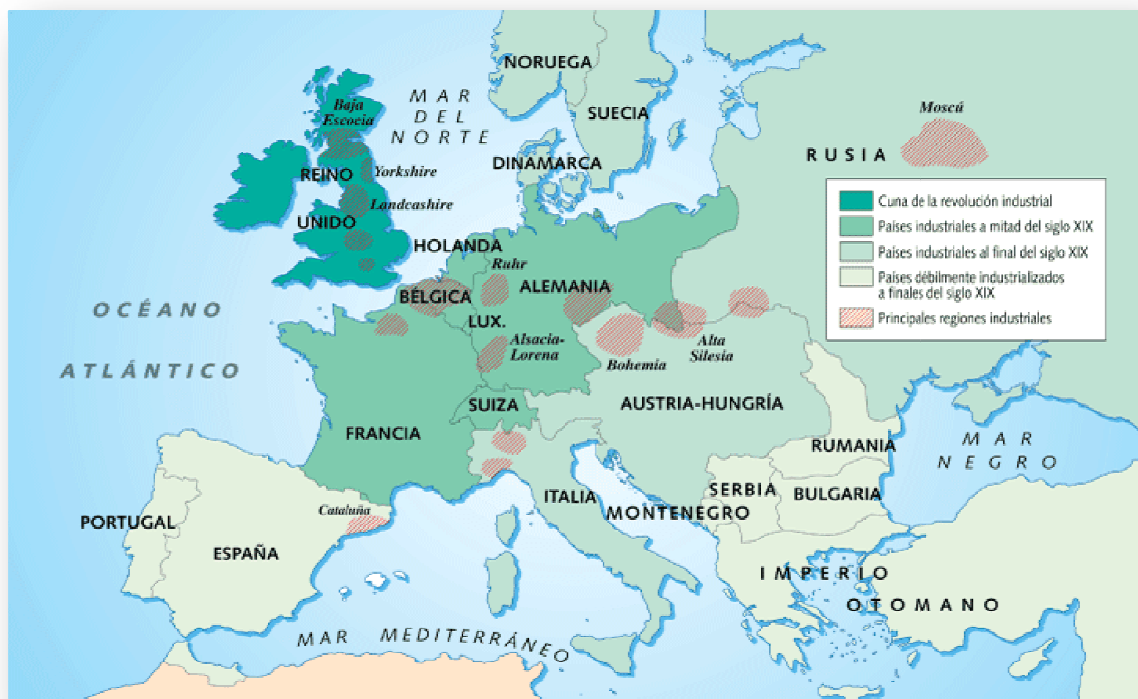 NORUEGA
SUECIA
MAR
DEL
NORTE
Baja
Escocia
DINAMARCA
Moscú
RUSIA
REINO
Yorkshire
Landcashire
UNIDO
HOLANDA
Ruhr
ALEMANIA
BÉLGICA
LUX.
Alsacia-
Lorena
Bohemia
Alta
Silesia
OCÉANO
ATLÁNTICO
SUIZA
AUSTRIA-HUNGRÍA
FRANCIA
RUMANIA
MAR
NEGRO
SERBIA
BULGARIA
ITALIA
MONTENEGRO
Cataluña
PORTUGAL
ESPAÑA
IMPERIO
OTOMANO
MAR MEDITERRÁNEO
Cuna de la revolución industrial
Países industriales a mitad del siglo XIX
Países industriales al final del siglo XIX
Países débilmente industrializados
a finales del siglo XIX
Principales regiones industriales